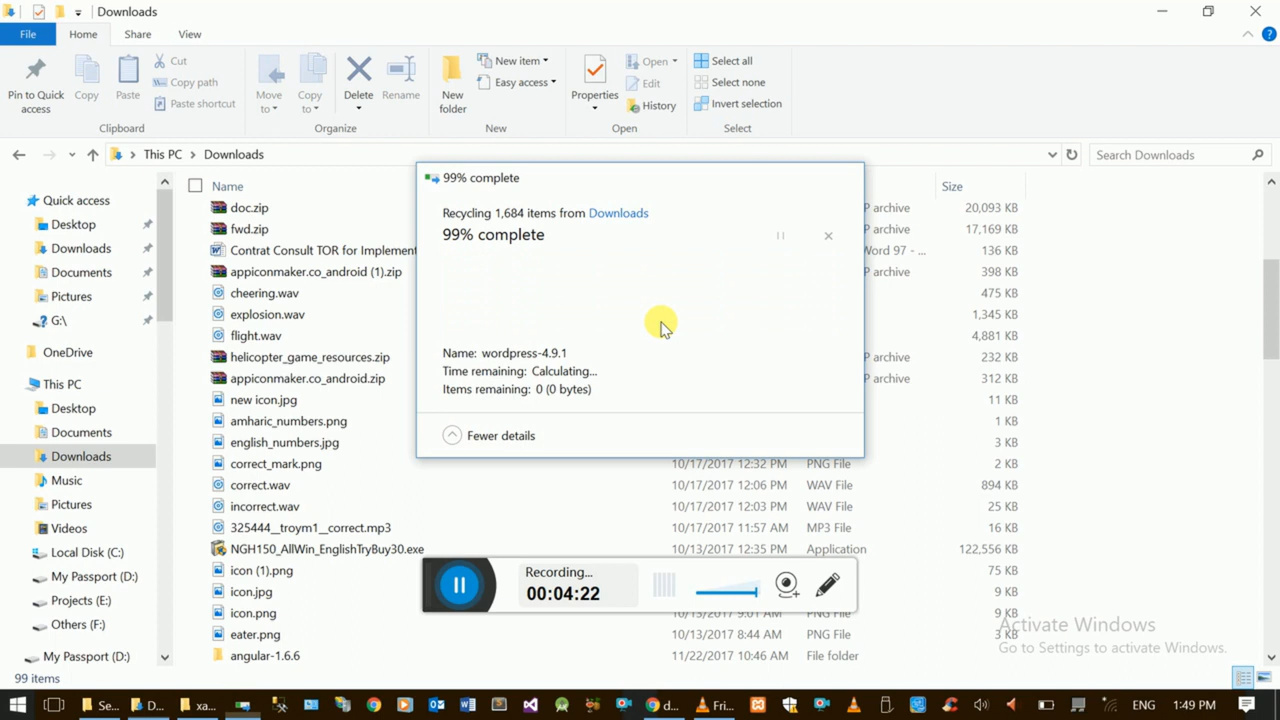 Downloads
File Home Share View
Pin to Quick access
Copy
Paste
Cut
Copy path
Paste shortcut
Clipboard
Move to
Copy to
Delete
Rename
Organize
New folder
New item
Easy access
New
Properties
Open
Edit
History
Open
Select all
Select none
Invert selection
Select
This PC > Downloads
Search Downloads
Quick access
Desktop
Downloads
Documents
Pictures
G:\
OneDrive
This PC
Desktop
Documents
Downloads
Music
Pictures
Videos
Local Disk (C:)
My Passport (D:)
Projects (E:)
Others (F:)
My Passport (D:)
Name Size
doc.zip P archive 20,093 KB
fwd.zip P archive 17,169 KB
Contrat Consult TOR for Implement Word 97 - ... 136 KB
appiconmaker.co_android (1).zip P archive 398 KB
cheering.wav 475 KB
explosion.wav 1,345 KB
flight.wav 4,881 KB
helicopter_game_resources.zip P archive 232 KB
appiconmaker.co_android.zip P archive 312 KB
new icon.jpg 11 KB
amharic_numbers.png 1 KB
english_numbers.jpg 3 KB
correct_mark.png 10/17/2017 12:32 PM PNG File 2 KB
correct.wav 10/17/2017 12:06 PM WAV File 894 KB
incorrect.wav 10/17/2017 12:03 PM WAV File 25 KB
325444__troym1__correct.mp3 10/17/2017 11:57 AM MP3 File 16 KB
NGH150_AllWin_EnglishTryBuy30.exe 10/13/2017 12:35 PM Application 122,556 KB
icon (1).png 75 KB
icon.jpg 9 KB
icon.png 10/13/2017 9:01 AM PNG File 9 KB
eater.png 10/13/2017 8:44 AM PNG File 3 KB
angular-1.6.6 11/22/2017 10:46 AM File folder
99% complete
Recycling 1,684 items from Downloads
99% complete
Name: wordpress-4.9.1
Time remaining: Calculating...
Items remaining: 0 (0 bytes)
Fewer details
Recording...
00:04:22
Activate Windows
Go to Settings to activate Windows.
99 items
Se...
D...
xa...
d...
Fri...
ENG
1:49 PM